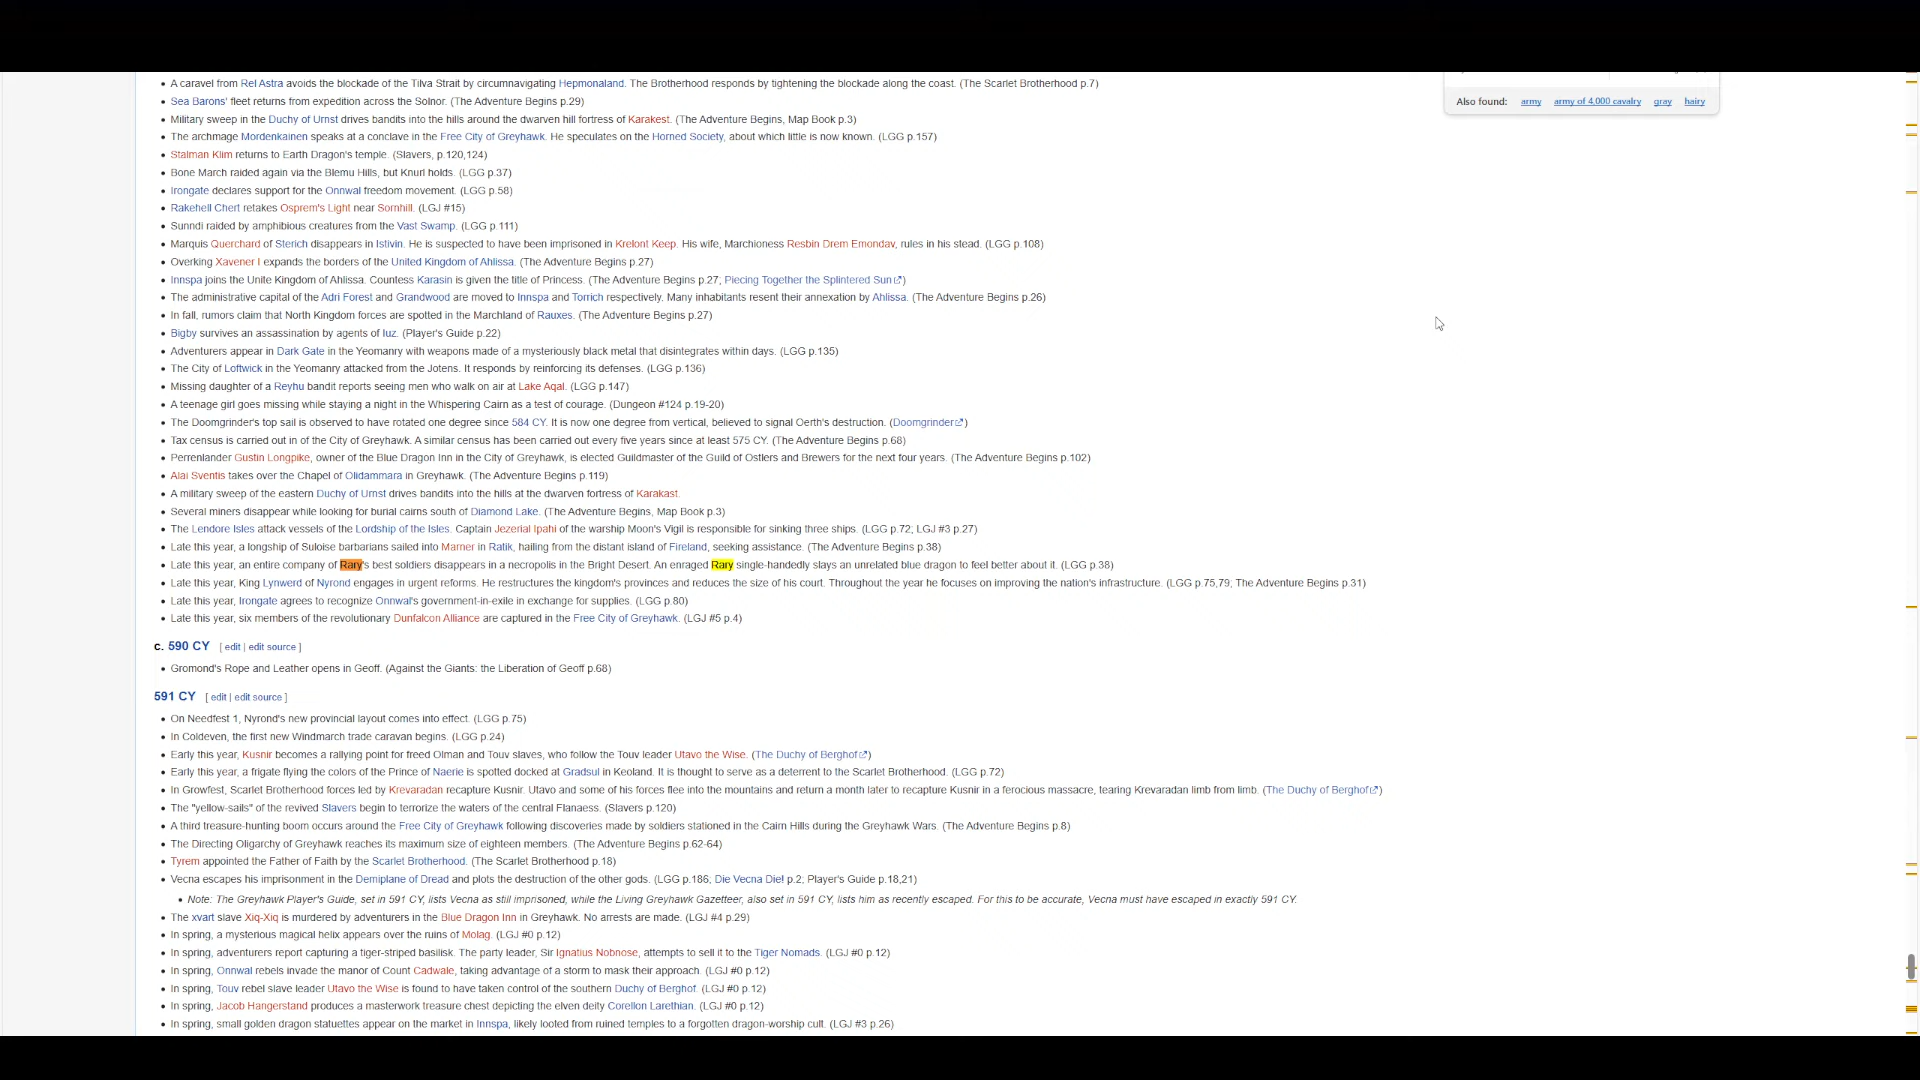 A caravel from Rel Astra avoids the blockade of the Tilva Strait by circumnavigating Hepmonaland. The Brotherhood responds by tightening the blockade along the coast. (The Scarlet Brotherhood p.7)
Also found: army army of 4,000 cavalry gray hairy
Sea Barons' fleet returns from expedition across the Solnor. (The Adventure Begins p.29)
Military sweep in the Duchy of Urnst drives bandits into the hills around the dwarven hill fortress of Karakest. (The Adventure Begins, Map Book p.3)
The archmage Mordenkainen speaks at a conclave in the Free City of Greyhawk. He speculates on the Horned Society, about which little is now known. (LGG p.157)
Stalman Klim returns to Earth Dragon's temple. (Slavers, p.120,124)
Bone March raided again via the Blemu Hills, but Knurl holds. (LGG p.37)
Irongate declares support for the Onnwal freedom movement. (LGG p.58)
Rakehell Chert retakes Osprem's Light near Sornhill. (LGJ #15)
Sunndi raided by amphibious creatures from the Vast Swamp. (LGG p.111)
Marquis Querchard of Sterich disappears in Istivin. He is suspected to have been imprisoned in Krelont Keep. His wife, Marchioness Resbin Drem Emondav, rules in his stead. (LGG p.108)
Overking Xavener I expands the borders of the United Kingdom of Ahlissa. (The Adventure Begins p.27)
Innspa joins the Unite Kingdom of Ahlissa. Countess Karasin is given the title of Princess. (The Adventure Begins p.27; Piecing Together the Splintered Sun)
The administrative capital of the Adri Forest and Grandwood are moved to Innspa and Torrich respectively. Many inhabitants resent their annexation by Ahlissa. (The Adventure Begins p.26)
In fall, rumors claim that North Kingdom forces are spotted in the Marchland of Rauxes. (The Adventure Begins p.27)
Bigby survives an assassination by agents of Iuz. (Player's Guide p.22)
Adventurers appear in Dark Gate in the Yeomanry with weapons made of a mysteriously black metal that disintegrates within days. (LGG p.135)
The City of Loftwick in the Yeomanry attacked from the Jotens. It responds by reinforcing its defenses. (LGG p.136)
Missing daughter of a Reyhu bandit reports seeing men who walk on air at Lake Aqal. (LGG p.147)
A teenage girl goes missing while staying a night in the Whispering Cairn as a test of courage. (Dungeon #124 p.19-20)
The Doomgrinder's top sail is observed to have rotated one degree since 584 CY. It is now one degree from vertical, believed to signal Oerth's destruction. (Doomgrinder)
Tax census is carried out in of the City of Greyhawk. A similar census has been carried out every five years since at least 575 CY. (The Adventure Begins p.68)
Perrenlander Gustin Longpike, owner of the Blue Dragon Inn in the City of Greyhawk, is elected Guildmaster of the Guild of Ostlers and Brewers for the next four years. (The Adventure Begins p.102)
Alai Sventis takes over the Chapel of Olidammara in Greyhawk. (The Adventure Begins p.119)
A military sweep of the eastern Duchy of Urnst drives bandits into the hills at the dwarven fortress of Karakast.
Several miners disappear while looking for burial cairns south of Diamond Lake. (The Adventure Begins, Map Book p.3)
The Lendore Isles attack vessels of the Lordship of the Isles. Captain Jezerial Ipahi of the warship Moon's Vigil is responsible for sinking three ships. (LGG p.72; LGJ #3 p.27)
Late this year, a longship of Suloise barbarians sailed into Marner in Ratik, hailing from the distant island of Fireland, seeking assistance. (The Adventure Begins p.38)
Late this year, an entire company of Rary's best soldiers disappears in a necropolis in the Bright Desert. An enraged Rary single-handedly slays an unrelated blue dragon to feel better about it. (LGG p.38)
Late this year, King Lynwerd of Nyrond engages in urgent reforms. He restructures the kingdom's provinces and reduces the size of his court. Throughout the year he focuses on improving the nation's infrastructure. (LGG p.75,79; The Adventure Begins p.31)
Late this year, Irongate agrees to recognize Onnwal's government-in-exile in exchange for supplies. (LGG p.80)
Late this year, six members of the revolutionary Dunfalcon Alliance are captured in the Free City of Greyhawk. (LGJ #5 p.4)
c. 590 CY [ edit | edit source ]
Gromond's Rope and Leather opens in Geoff. (Against the Giants: the Liberation of Geoff p.68)
591 CY [ edit | edit source ]
On Needfest 1, Nyrond's new provincial layout comes into effect. (LGG p.75)
In Coldeven, the first new Windmarch trade caravan begins. (LGG p.24)
Early this year, Kusnir becomes a rallying point for freed Olman and Touv slaves, who follow the Touv leader Utavo the Wise. (The Duchy of Berghof)
Early this year, a frigate flying the colors of the Prince of Naerie is spotted docked at Gradsul in Keoland. It is thought to serve as a deterrent to the Scarlet Brotherhood. (LGG p.72)
In Growfest, Scarlet Brotherhood forces led by Krevaradan recapture Kusnir. Utavo and some of his forces flee into the mountains and return a month later to recapture Kusnir in a ferocious massacre, tearing Krevaradan limb from limb. (The Duchy of Berghof)
The "yellow-sails" of the revived Slavers begin to terrorize the waters of the central Flanaess. (Slavers p.120)
A third treasure-hunting boom occurs around the Free City of Greyhawk following discoveries made by soldiers stationed in the Cairn Hills during the Greyhawk Wars. (The Adventure Begins p.8)
The Directing Oligarchy of Greyhawk reaches its maximum size of eighteen members. (The Adventure Begins p.62-64)
Tyrem appointed the Father of Faith by the Scarlet Brotherhood. (The Scarlet Brotherhood p.18)
Vecna escapes his imprisonment in the Demiplane of Dread and plots the destruction of the other gods. (LGG p.186; Die Vecna Die! p.2; Player's Guide p.18,21)
Note: The Greyhawk Player's Guide, set in 591 CY, lists Vecna as still imprisoned, while the Living Greyhawk Gazetteer, also set in 591 CY, lists him as recently escaped. For this to be accurate, Vecna must have escaped in exactly 591 CY.
The xvart slave Xiq-Xiq is murdered by adventurers in the Blue Dragon Inn in Greyhawk. No arrests are made. (LGJ #4 p.29)
In spring, a mysterious magical helix appears over the ruins of Molag. (LGJ #0 p.12)
In spring, adventurers report capturing a tiger-striped basilisk. The party leader, Sir Ignatius Nobnose, attempts to sell it to the Tiger Nomads. (LGJ #0 p.12)
In spring, Onnwal rebels invade the manor of Count Cadwale, taking advantage of a storm to mask their approach. (LGJ #0 p.12)
In spring, Touv rebel slave leader Utavo the Wise is found to have taken control of the southern Duchy of Berghof. (LGJ #0 p.12)
In spring, Jacob Hangerstand produces a masterwork treasure chest depicting the elven deity Corellon Larethian. (LGJ #0 p.12)
In spring, small golden dragon statuettes appear on the market in Innspa, likely looted from ruined temples to a forgotten dragon-worship cult. (LGJ #3 p.26)